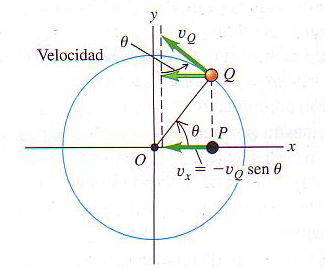 y
θ
v_Q
Velocidad
Q
θ
P
O
x
v_x = −v_Q sen θ